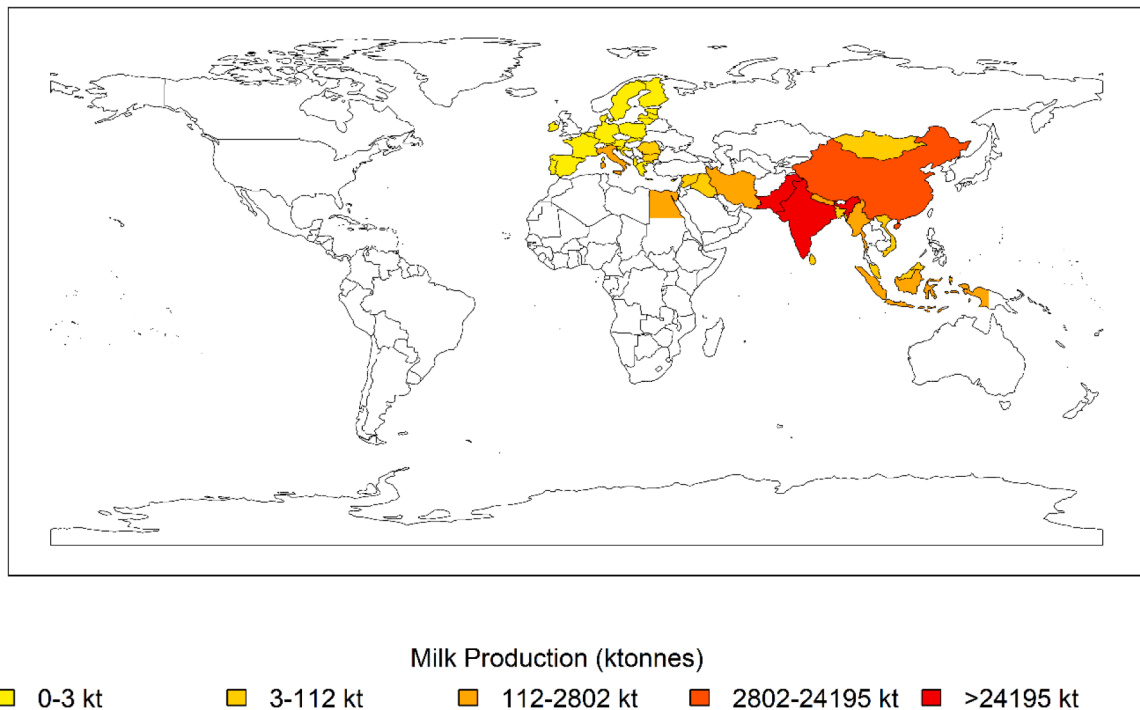 Milk Production (ktonnes)
0-3 kt 3-112 kt 112-2802 kt 2802-24195 kt >24195 kt